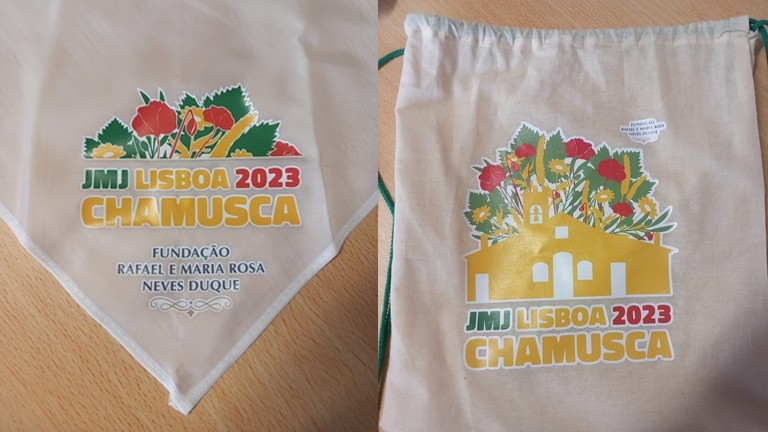 JMJ LISBOA 2023
CHAMUSCA
FUNDAÇÃO
RAFAEL E MARIA ROSA
NEVES DUQUE
FUNDAÇÃO
RAFAEL E MARIA ROSA
NEVES DUQUE
JMJ LISBOA 2023
CHAMUSCA